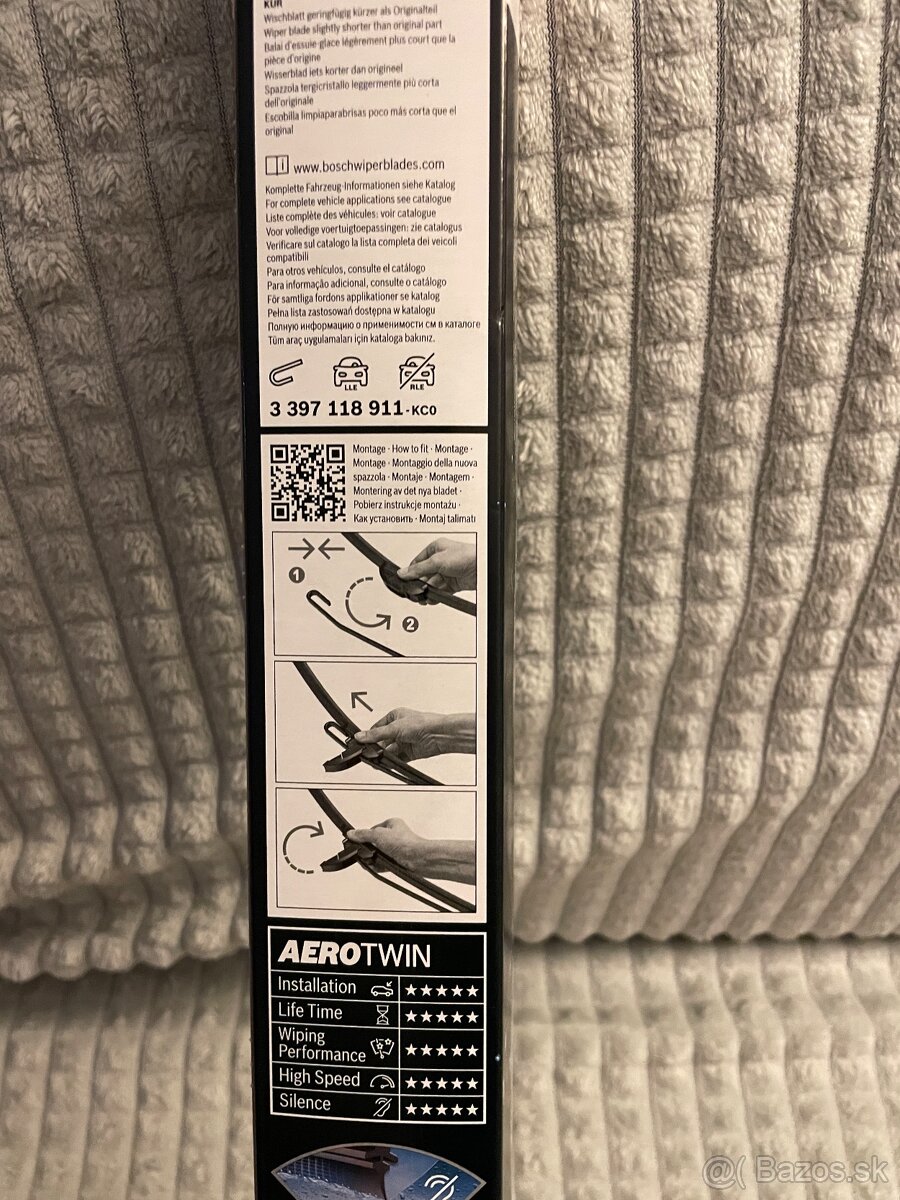 KÜR
Wischblatt geringfügig kürzer als Originalteil
Wiper blade slightly shorter than original part
Balai d'essuie-glace légèrement plus court que la
pièce d'origine
Wisserblad iets korter dan origineel
Spazzola tergicristallo leggermente più corta
dell'originale
Escobilla limpiaparabrisas poco más corta que el
original
www.boschwiperblades.com
Komplette Fahrzeug-Informationen siehe Katalog
For complete vehicle applications see catalogue
Liste complète des véhicules: voir catalogue
Voor volledige voertuigtoepassingen: zie catalogus
Verificare sul catalogo la lista completa dei veicoli
compatibili
Para otros vehículos, consulte el catálogo
Para informação adicional, consulte o catálogo
För samtliga fordons applikationer se katalog
Pełna lista zastosowań dostępna w katalogu
Полную информацию о применимости см в каталоге
Tüm araç uygulamaları için kataloga bakınız.
LLE RLE
3 397 118 911-KC0
Montage · How to fit · Montage ·
Montage · Montaggio della nuova
spazzola · Montaje · Montagem ·
Montering av det nya bladet ·
Pobierz instrukcje montażu ·
Как установить · Montaj talimatı
1
2
AEROTWIN
Installation ★★★★★
Life Time ★★★★★
Wiping
Performance ★★★★★
High Speed ★★★★★
Silence ★★★★★
@( Bazos.sk